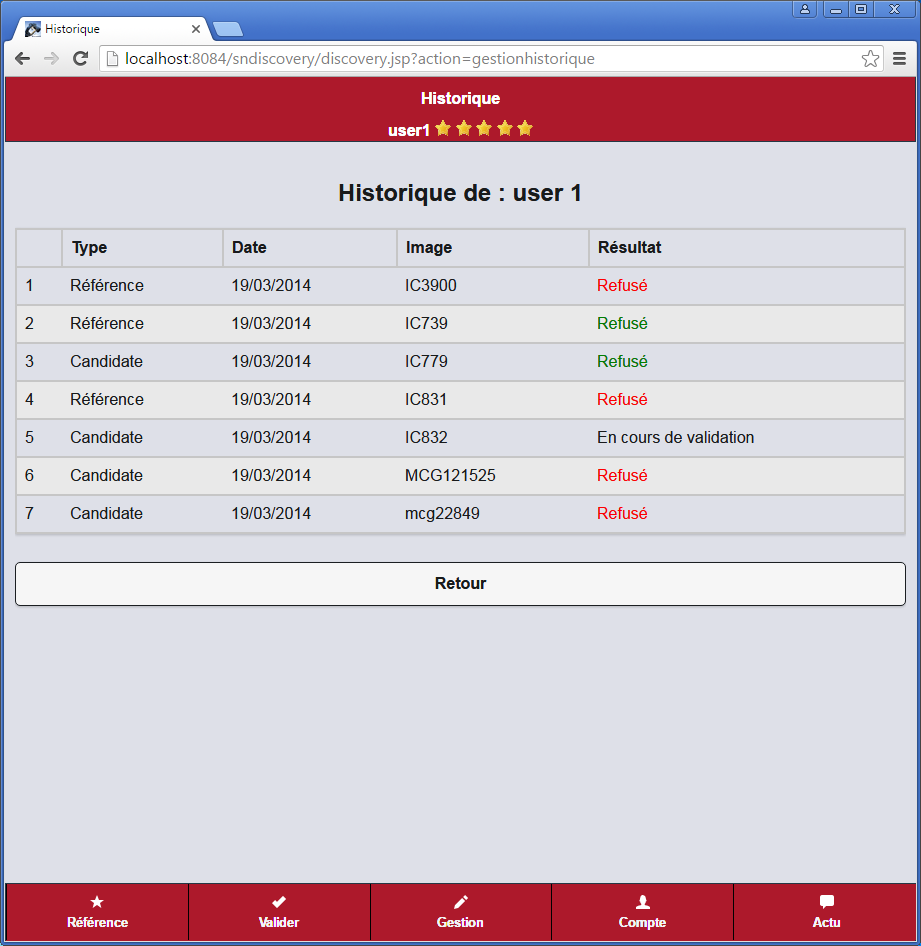 Historique
localhost:8084/sndiscovery/discovery.jsp?action=gestionhistorique
Historique
user1
Historique de : user 1
Type Date Image Résultat
1 Référence 19/03/2014 IC3900 Refusé
2 Référence 19/03/2014 IC739 Refusé
3 Candidate 19/03/2014 IC779 Refusé
4 Référence 19/03/2014 IC831 Refusé
5 Candidate 19/03/2014 IC832 En cours de validation
6 Candidate 19/03/2014 MCG121525 Refusé
7 Candidate 19/03/2014 mcg22849 Refusé
Retour
Référence Valider Gestion Compte Actu